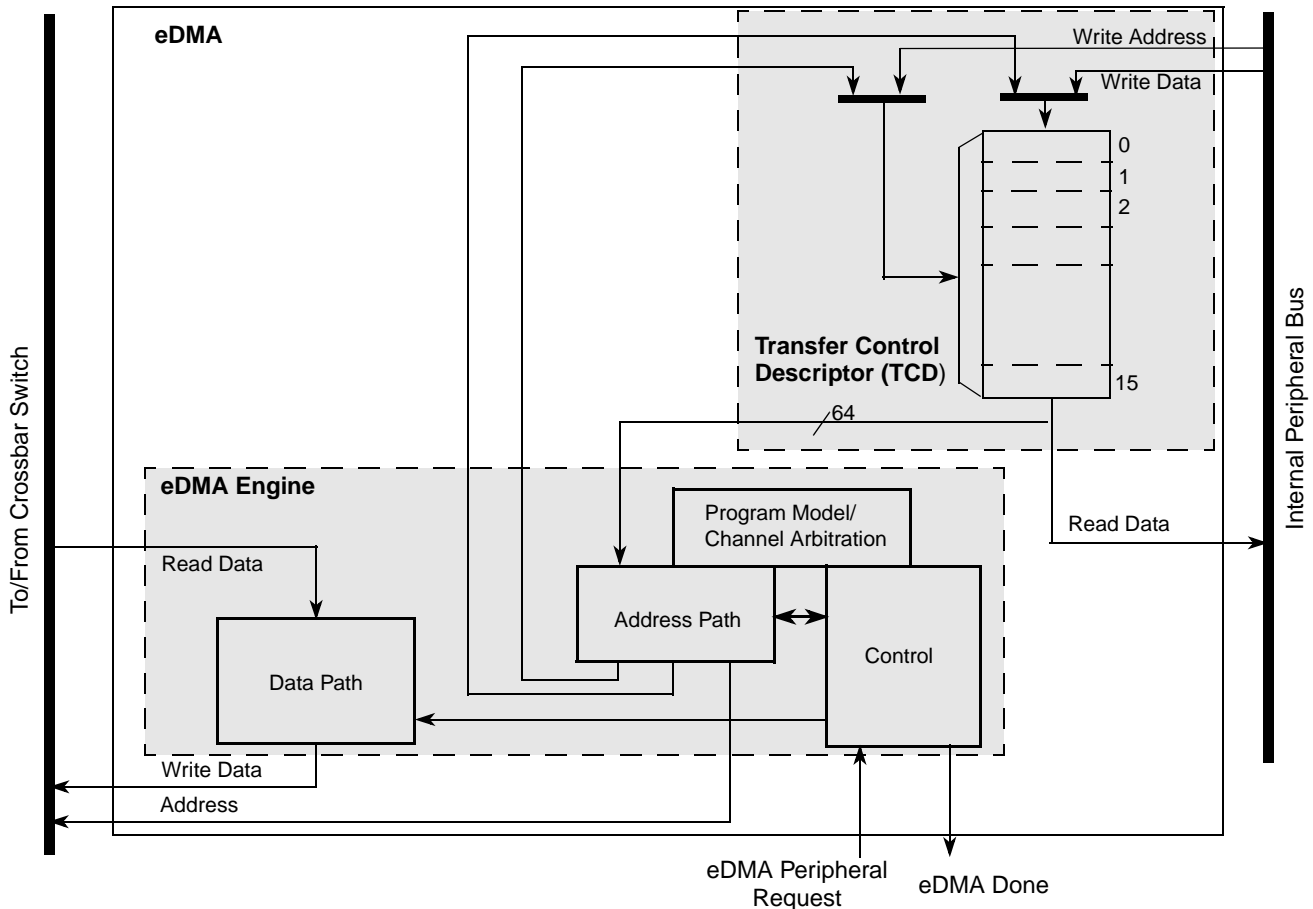 eDMA
Write Address
Write Data
0
1
2
15
Transfer Control
Descriptor (TCD)
64
To/From Crossbar Switch
Internal Peripheral Bus
eDMA Engine
Program Model/
Channel Arbitration
Read Data
Read Data
Address Path
Control
Data Path
Write Data
Address
eDMA Peripheral
Request
eDMA Done